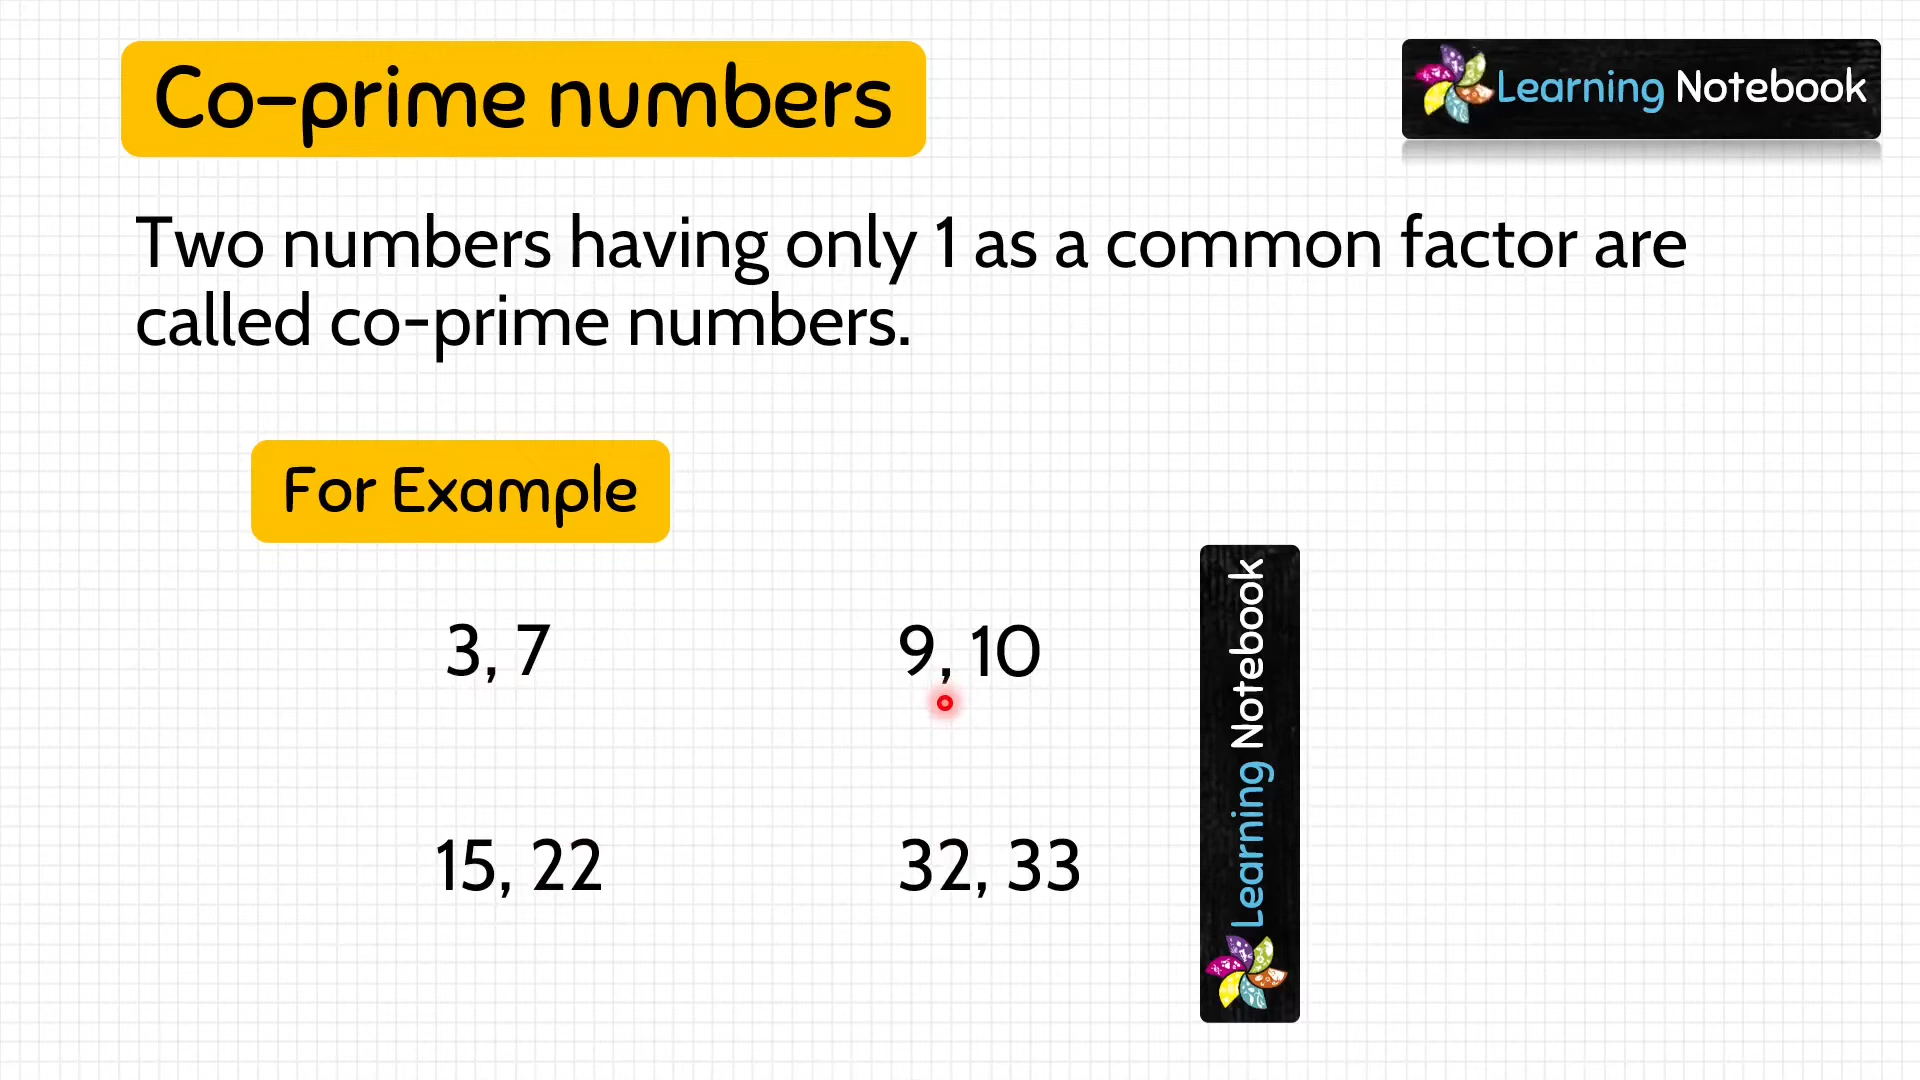 Co-prime numbers
Learning Notebook
Two numbers having only 1 as a common factor are
called co-prime numbers.
For Example
3, 7
9, 10
15, 22
32, 33
Learning Notebook